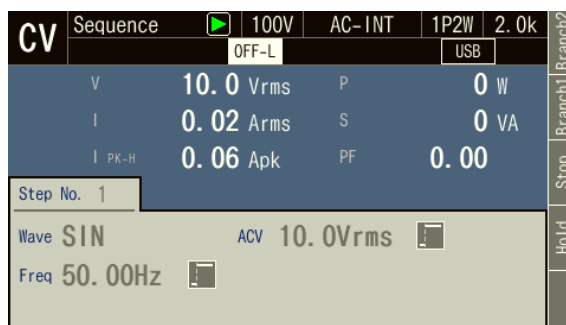 CV Sequence 100V AC-INT 1P2W 2.0k
OFF-L USB
V 10.0 Vrms P 0 W
I 0.02 Arms S 0 VA
I PK-H 0.06 Apk PF 0.00
Step No. 1
Wave SIN ACV 10.0Vrms
Freq 50.00Hz
Branch2
Branch1
Stop
Hold